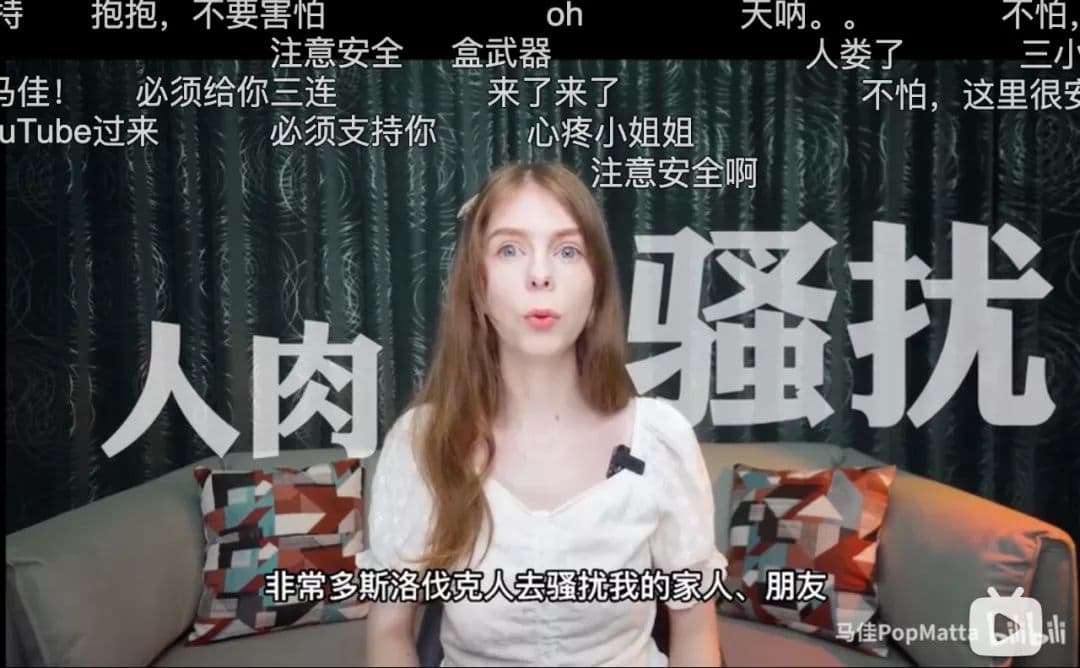 持 抱抱，不要害怕 oh 天呐。。 不怕，
注意安全 盒武器 人娄了 三小
马佳！ 必须给你三连 来了来了 不怕，这里很安
uTube过来 必须支持你 心疼小姐姐
注意安全啊
人肉 骚扰
非常多斯洛伐克人去骚扰我的家人、朋友
马佳PopMatta bilibili